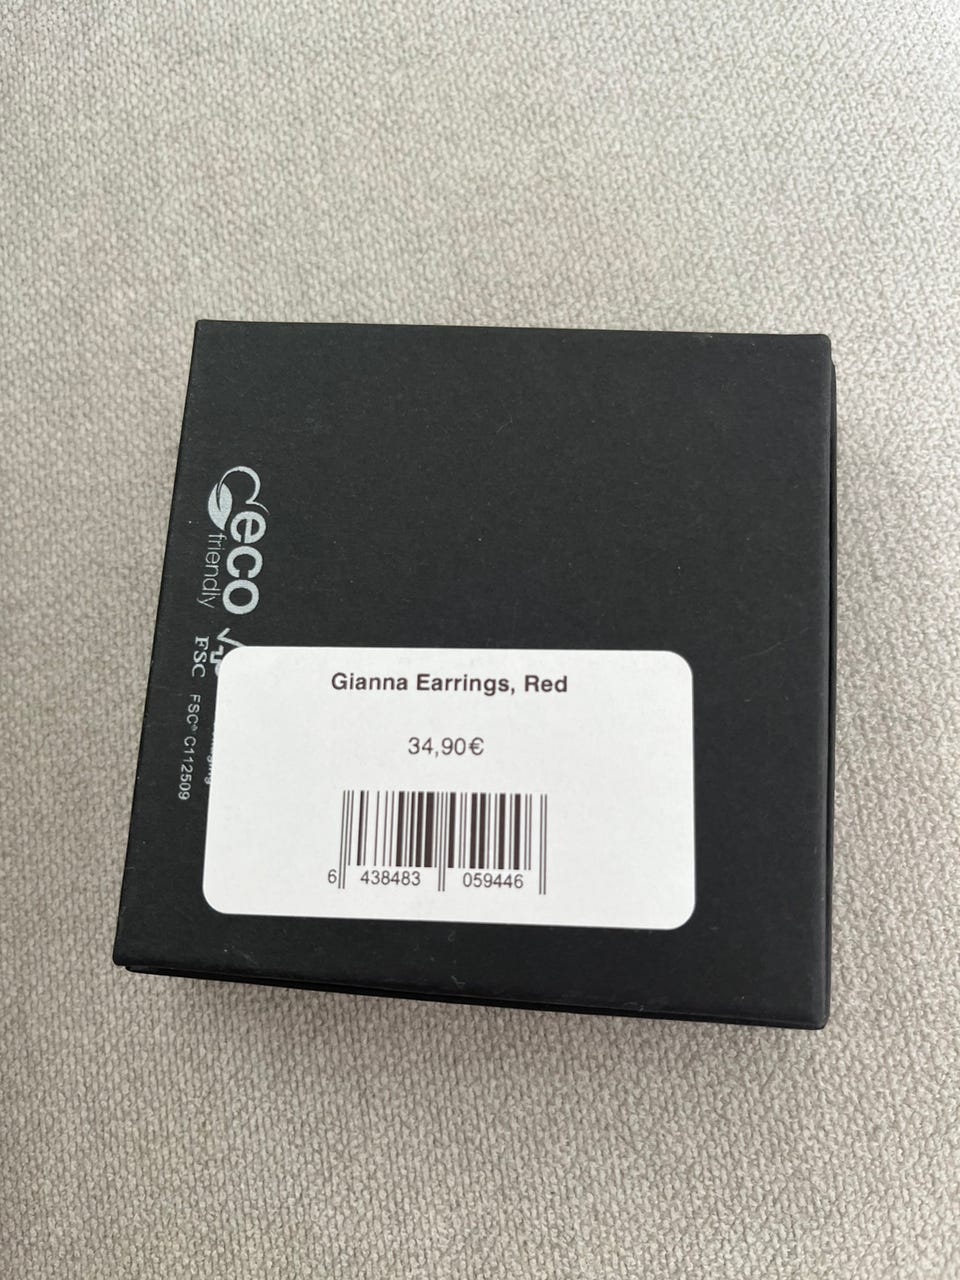 eco
friendly
FSC
FSC® C112509
Gianna Earrings, Red
34,90€
6 438483 059446